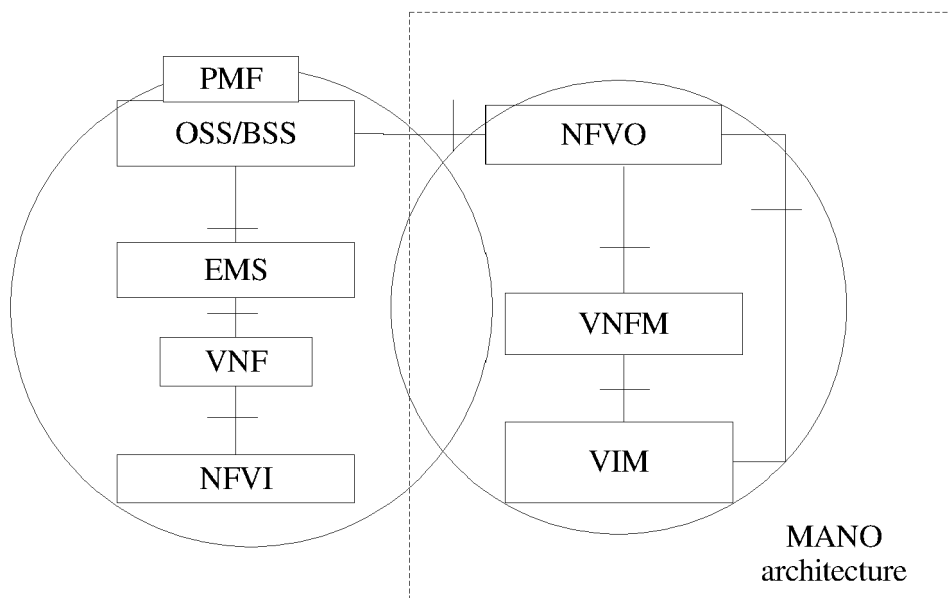 PMF
OSS/BSS
NFVO
EMS
VNFM
VNF
VIM
NFVI
MANO
architecture